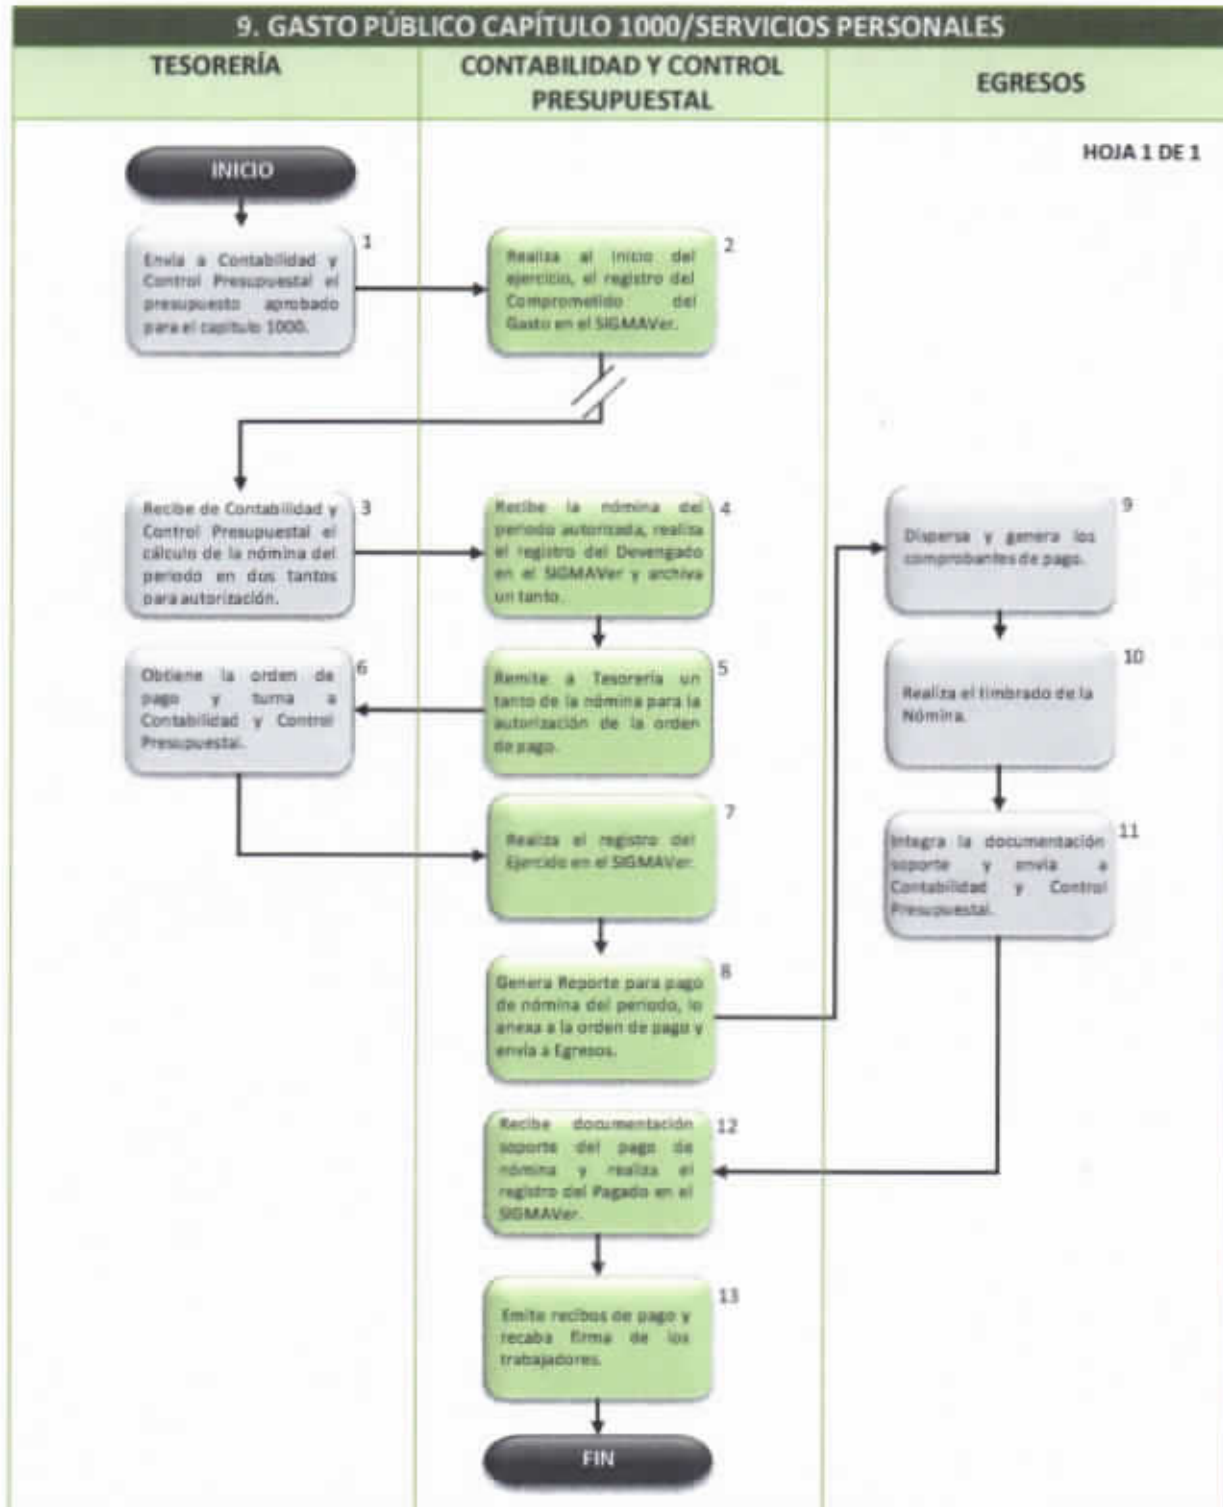 9. GASTO PÚBLICO CAPÍTULO 1000/SERVICIOS PERSONALES
TESORERÍA
CONTABILIDAD Y CONTROL
PRESUPUESTAL
EGRESOS
HOJA 1 DE 1
INICIO
1
Envía a Contabilidad y
Control Presupuestal el
presupuesto aprobado
para el capítulo 1000.
2
Realiza al inicio del
ejercicio, el registro del
Comprometido del
Gasto en el SIGMAVer.
3
Recibe de Contabilidad y
Control Presupuestal el
cálculo de la nómina del
periodo en dos tantos
para autorización.
4
Recibe la nómina del
periodo autorizada, realiza
el registro del Devengado
en el SIGMAVer y archiva
un tanto.
5
Remite a Tesorería un
tanto de la nómina para la
autorización de la orden
de pago.
6
Obtiene la orden de
pago y turna a
Contabilidad y Control
Presupuestal.
7
Realiza el registro del
Ejercido en el SIGMAVer.
8
Genera Reporte para pago
de nómina del periodo, lo
anexa a la orden de pago y
envía a Egresos.
9
Dispersa y genera los
comprobantes de pago.
10
Realiza el timbrado de la
Nómina.
11
Integra la documentación
soporte y envía a
Contabilidad y Control
Presupuestal.
12
Recibe documentación
soporte del pago de
nómina y realiza el
registro del Pagado en el
SIGMAVer.
13
Emite recibos de pago y
recaba firma de los
trabajadores.
FIN